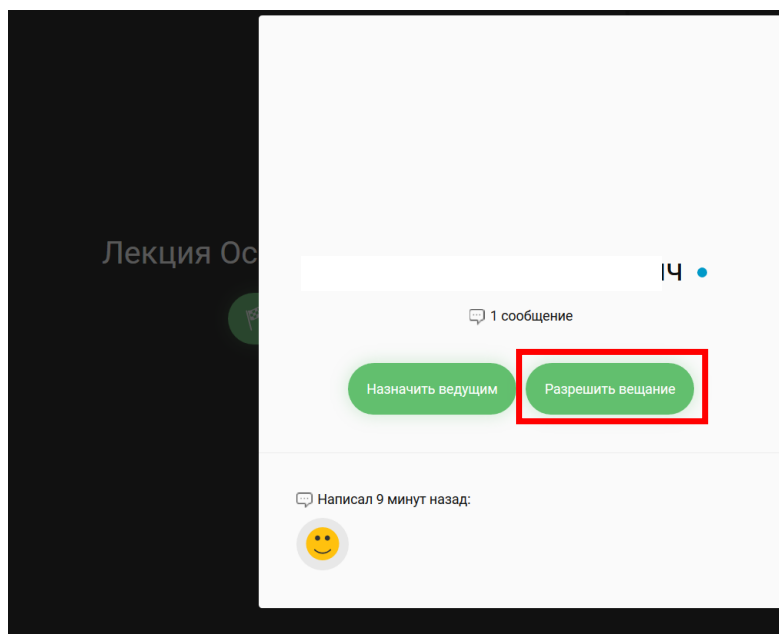 Лекция Ос
ич
1 сообщение
Назначить ведущим
Разрешить вещание
Написал 9 минут назад: